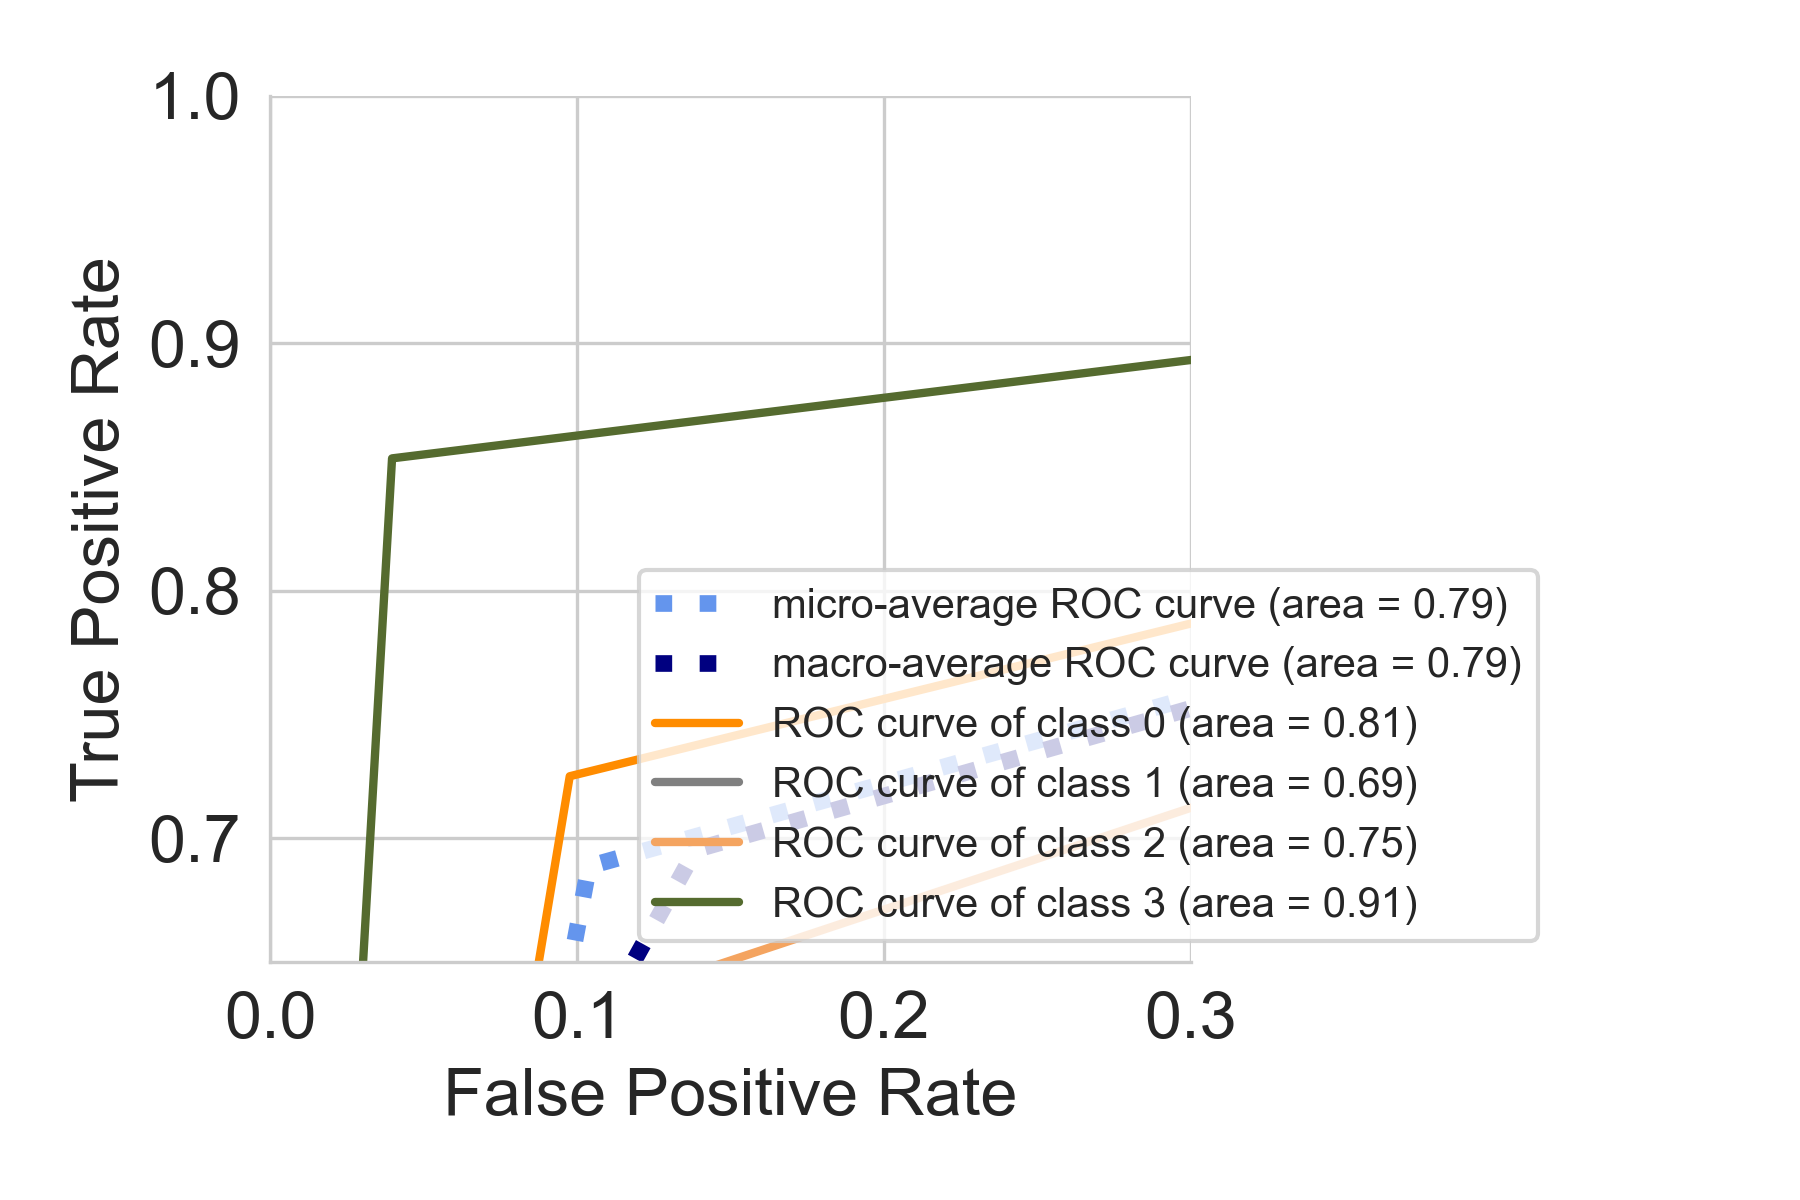 1.0
0.9
0.8
0.7
True Positive Rate
micro-average ROC curve (area = 0.79)
macro-average ROC curve (area = 0.79)
ROC curve of class 0 (area = 0.81)
ROC curve of class 1 (area = 0.69)
ROC curve of class 2 (area = 0.75)
ROC curve of class 3 (area = 0.91)
0.0 0.1 0.2 0.3
False Positive Rate